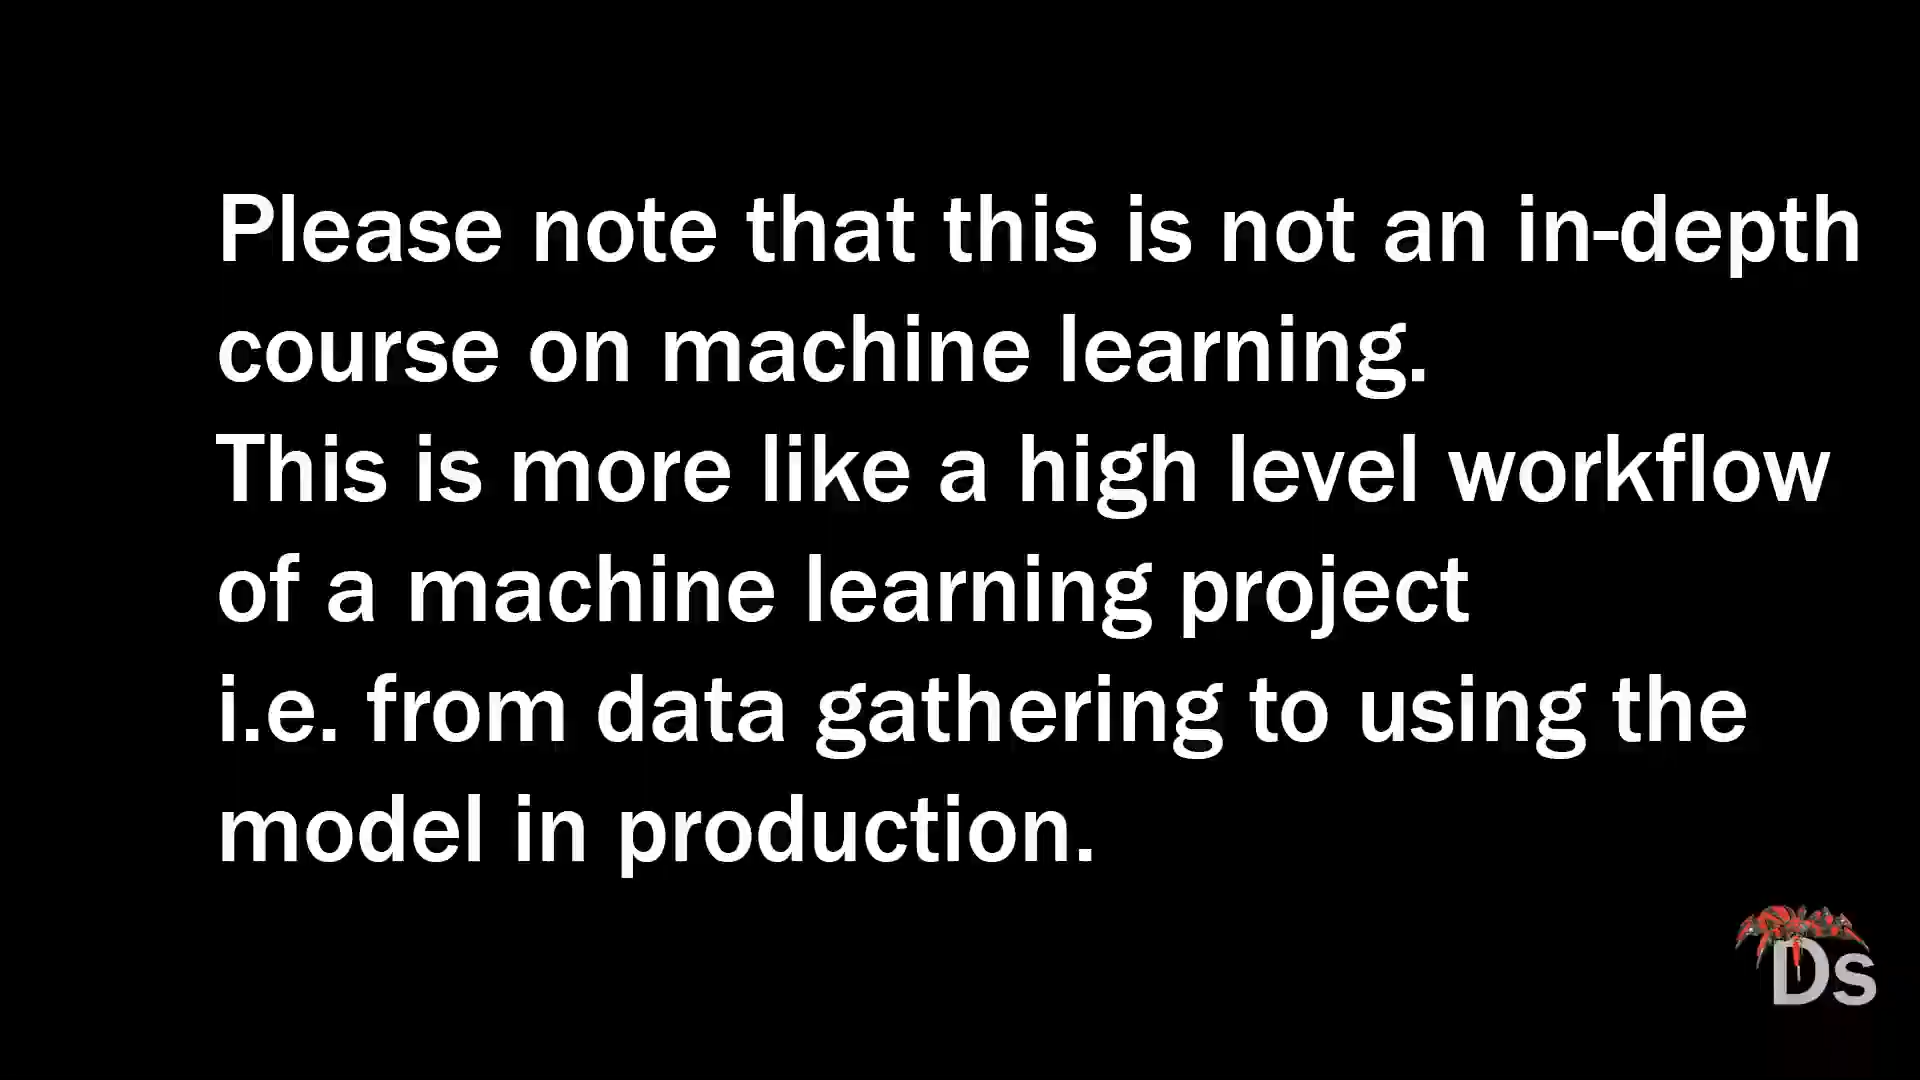 Please note that this is not an in-depth
course on machine learning.
This is more like a high level workflow
of a machine learning project
i.e. from data gathering to using the
model in production.
Ds